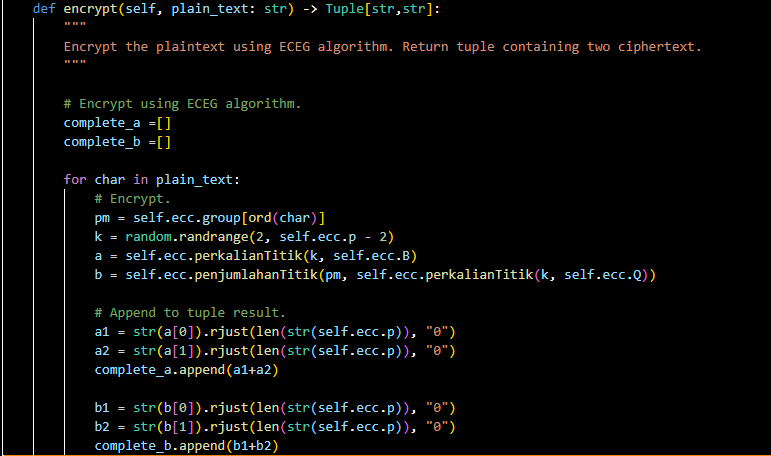 def encrypt(self, plain_text: str) -> Tuple[str,str]:
"""
Encrypt the plaintext using ECEG algorithm. Return tuple containing two ciphertext.
"""
# Encrypt using ECEG algorithm.
complete_a =[]
complete_b =[]
for char in plain_text:
# Encrypt.
pm = self.ecc.group[ord(char)]
k = random.randrange(2, self.ecc.p - 2)
a = self.ecc.perkalianTitik(k, self.ecc.B)
b = self.ecc.penjumlahanTitik(pm, self.ecc.perkalianTitik(k, self.ecc.Q))
# Append to tuple result.
a1 = str(a[0]).rjust(len(str(self.ecc.p)), "0")
a2 = str(a[1]).rjust(len(str(self.ecc.p)), "0")
complete_a.append(a1+a2)
b1 = str(b[0]).rjust(len(str(self.ecc.p)), "0")
b2 = str(b[1]).rjust(len(str(self.ecc.p)), "0")
complete_b.append(b1+b2)